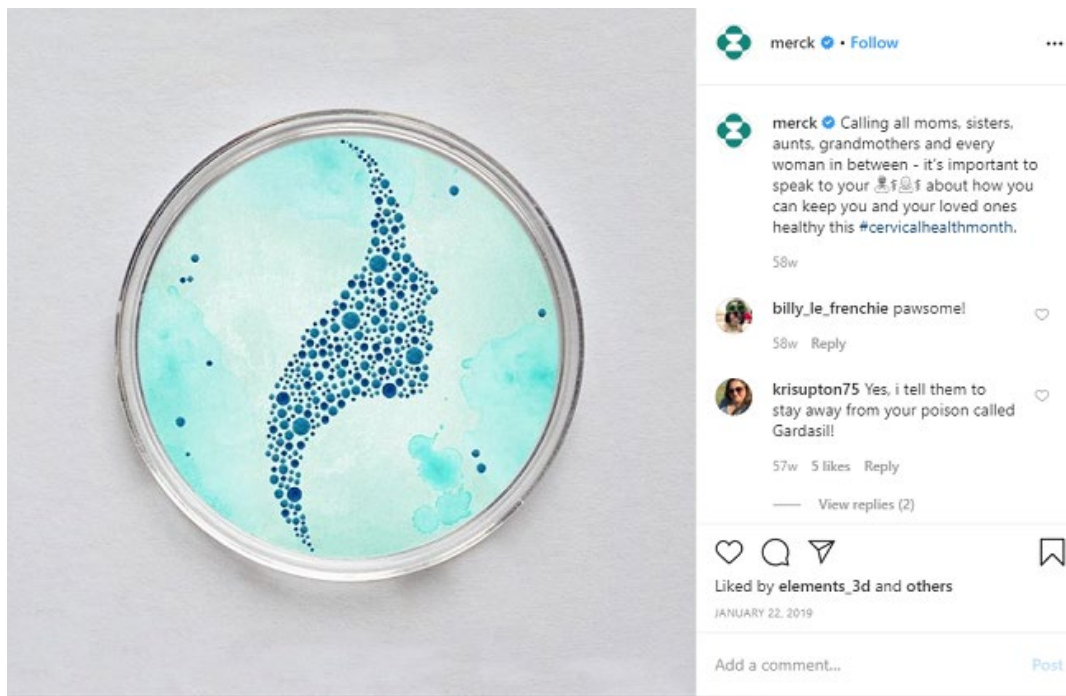 merck • Follow
merck Calling all moms, sisters,
aunts, grandmothers and every
woman in between - it's important to
speak to your 👩‍⚕️👨‍⚕️ about how you
can keep you and your loved ones
healthy this #cervicalhealthmonth.
58w
billy_le_frenchie pawsome!
58w Reply
krisupton75 Yes, i tell them to
stay away from your poison called
Gardasil!
57w 5 likes Reply
View replies (2)
Liked by elements_3d and others
JANUARY 22, 2019
Add a comment... Post